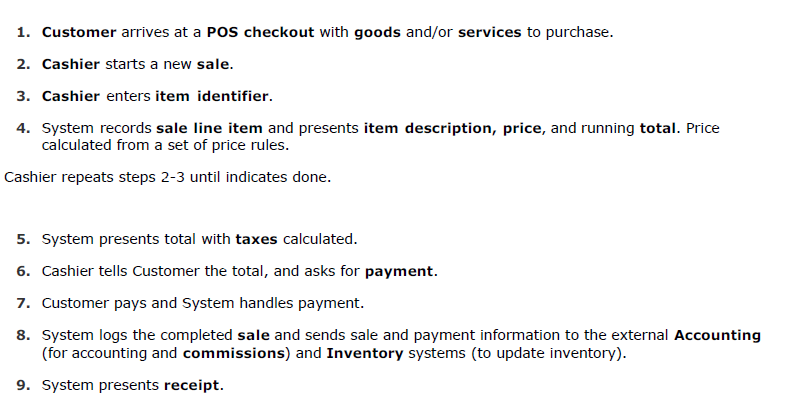 1. Customer arrives at a POS checkout with goods and/or services to purchase.
2. Cashier starts a new sale.
3. Cashier enters item identifier.
4. System records sale line item and presents item description, price, and running total. Price
calculated from a set of price rules.
Cashier repeats steps 2-3 until indicates done.
5. System presents total with taxes calculated.
6. Cashier tells Customer the total, and asks for payment.
7. Customer pays and System handles payment.
8. System logs the completed sale and sends sale and payment information to the external Accounting
(for accounting and commissions) and Inventory systems (to update inventory).
9. System presents receipt.